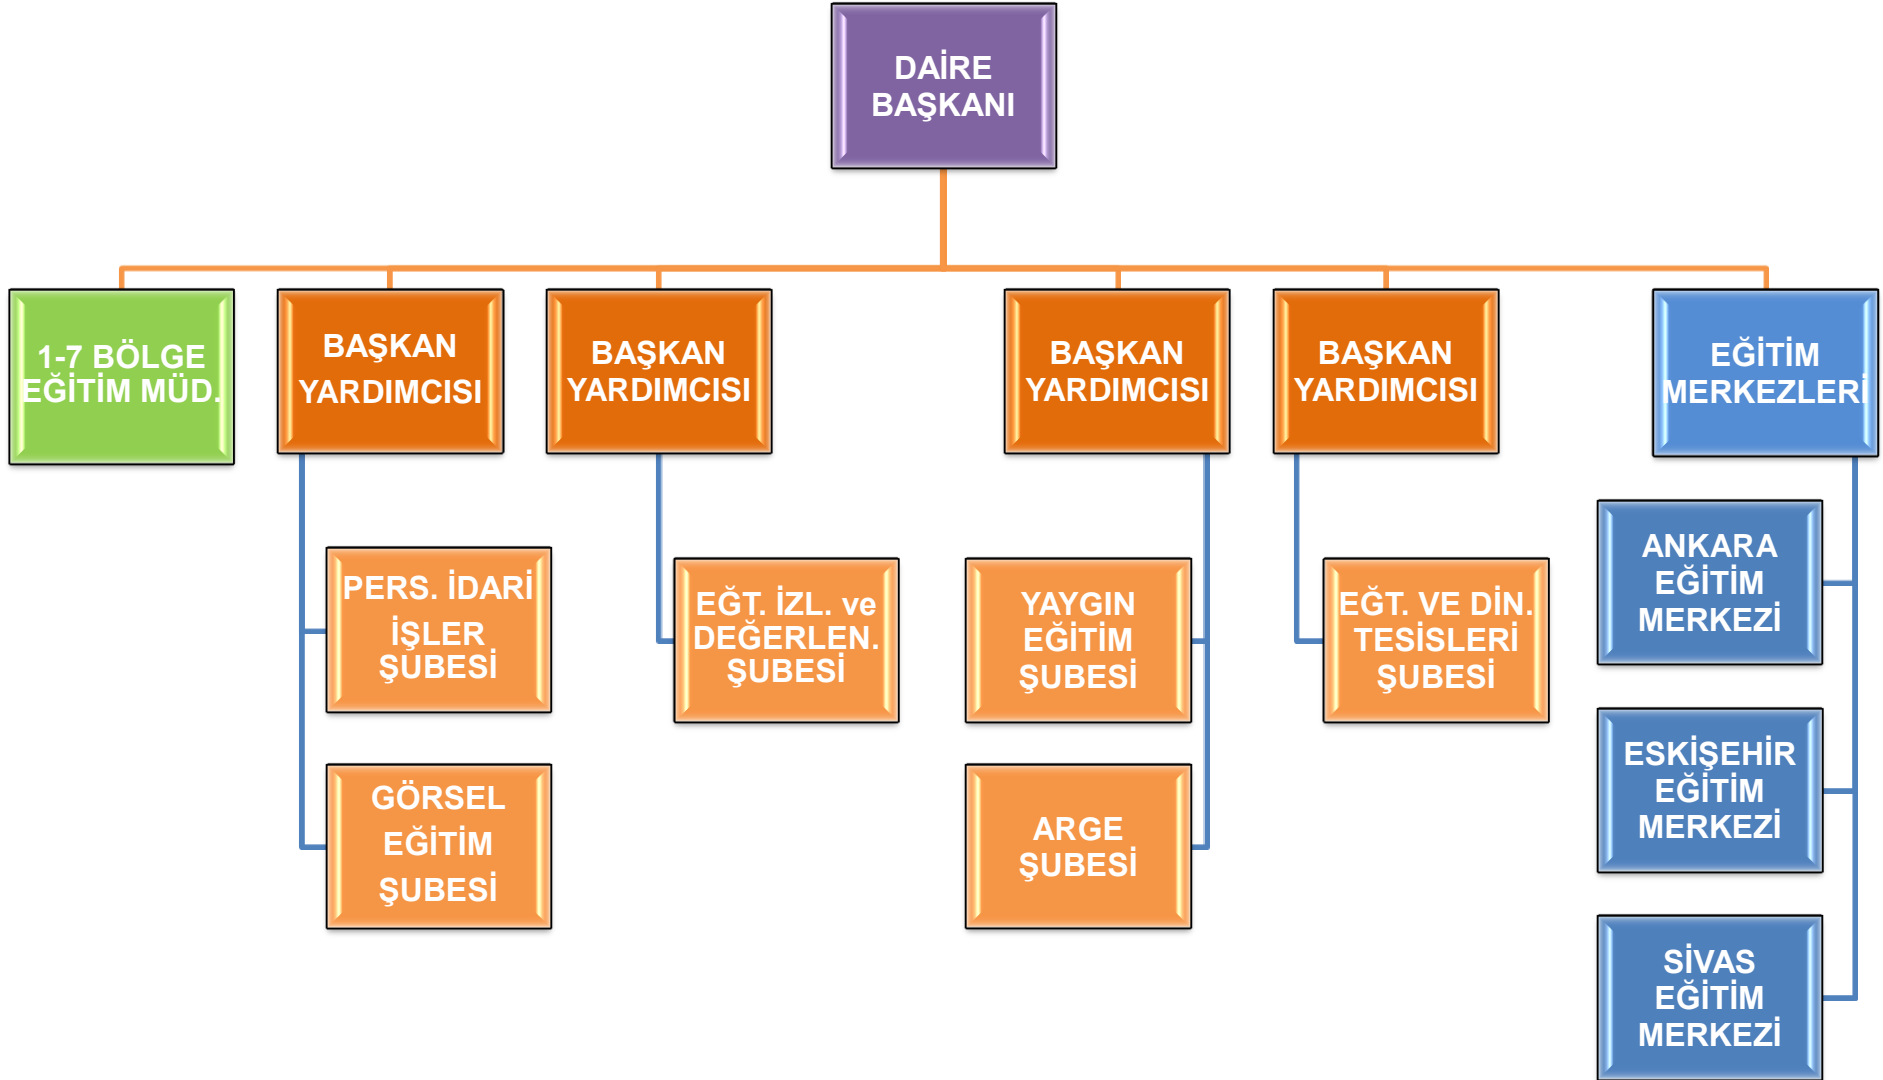 DAİRE
BAŞKANI
1-7 BÖLGE
EĞİTİM MÜD.
BAŞKAN
YARDIMCISI
BAŞKAN
YARDIMCISI
BAŞKAN
YARDIMCISI
BAŞKAN
YARDIMCISI
EĞİTİM
MERKEZLERİ
PERS. İDARİ
İŞLER
ŞUBESİ
GÖRSEL
EĞİTİM
ŞUBESİ
EĞT. İZL. ve
DEĞERLEN.
ŞUBESİ
YAYGIN
EĞİTİM
ŞUBESİ
ARGE
ŞUBESİ
EĞT. VE DİN.
TESİSLERİ
ŞUBESİ
ANKARA
EĞİTİM
MERKEZİ
ESKİŞEHİR
EĞİTİM
MERKEZİ
SİVAS
EĞİTİM
MERKEZİ